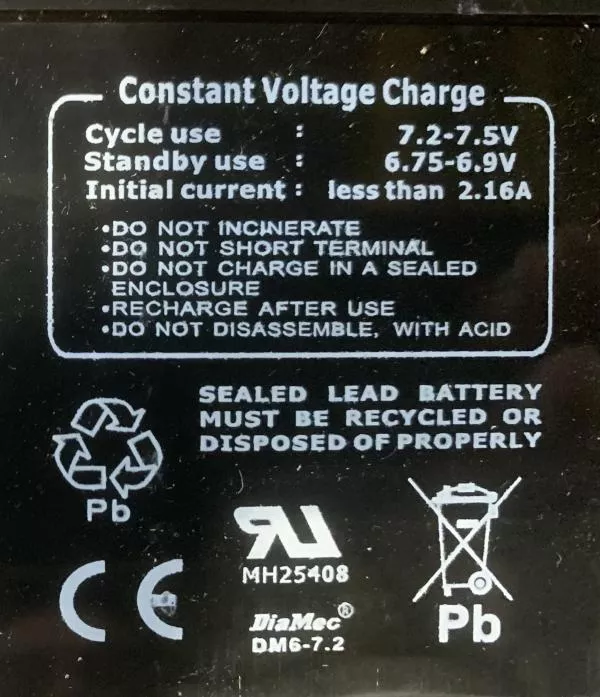 Constant Voltage Charge
Cycle use : 7.2-7.5V
Standby use : 6.75-6.9V
Initial current : less than 2.16A
•DO NOT INCINERATE
•DO NOT SHORT TERMINAL
•DO NOT CHARGE IN A SEALED
ENCLOSURE
•RECHARGE AFTER USE
•DO NOT DISASSEMBLE, WITH ACID
SEALED LEAD BATTERY
MUST BE RECYCLED OR
DISPOSED OF PROPERLY
Pb
RU
MH25408
CE
DiaMec®
DM6-7.2
Pb